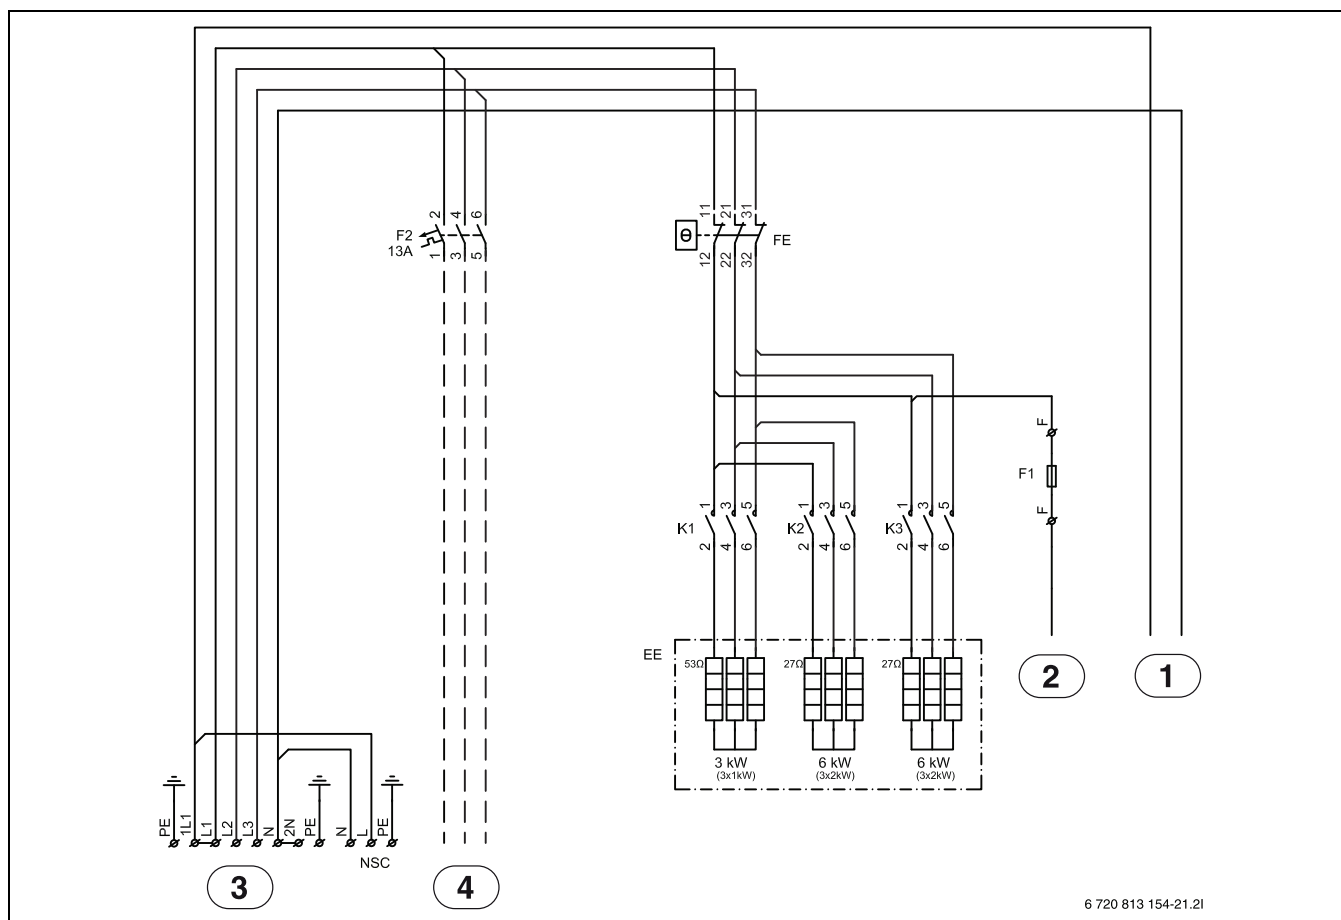 2 4 6
F2
13A
1 3 5
11 21 31
θ
FE
12 22 32
F
F1
F
1 3 5
K1
2 4 6
1 3 5
K2
2 4 6
1 3 5
K3
2 4 6
EE
53Ω
27Ω
27Ω
3 kW
(3x1kW)
6 kW
(3x2kW)
6 kW
(3x2kW)
2
1
PE 1L1 L1 L2 L3 N 2N PE N L PE
NSC
3
4
6 720 813 154-21.2I